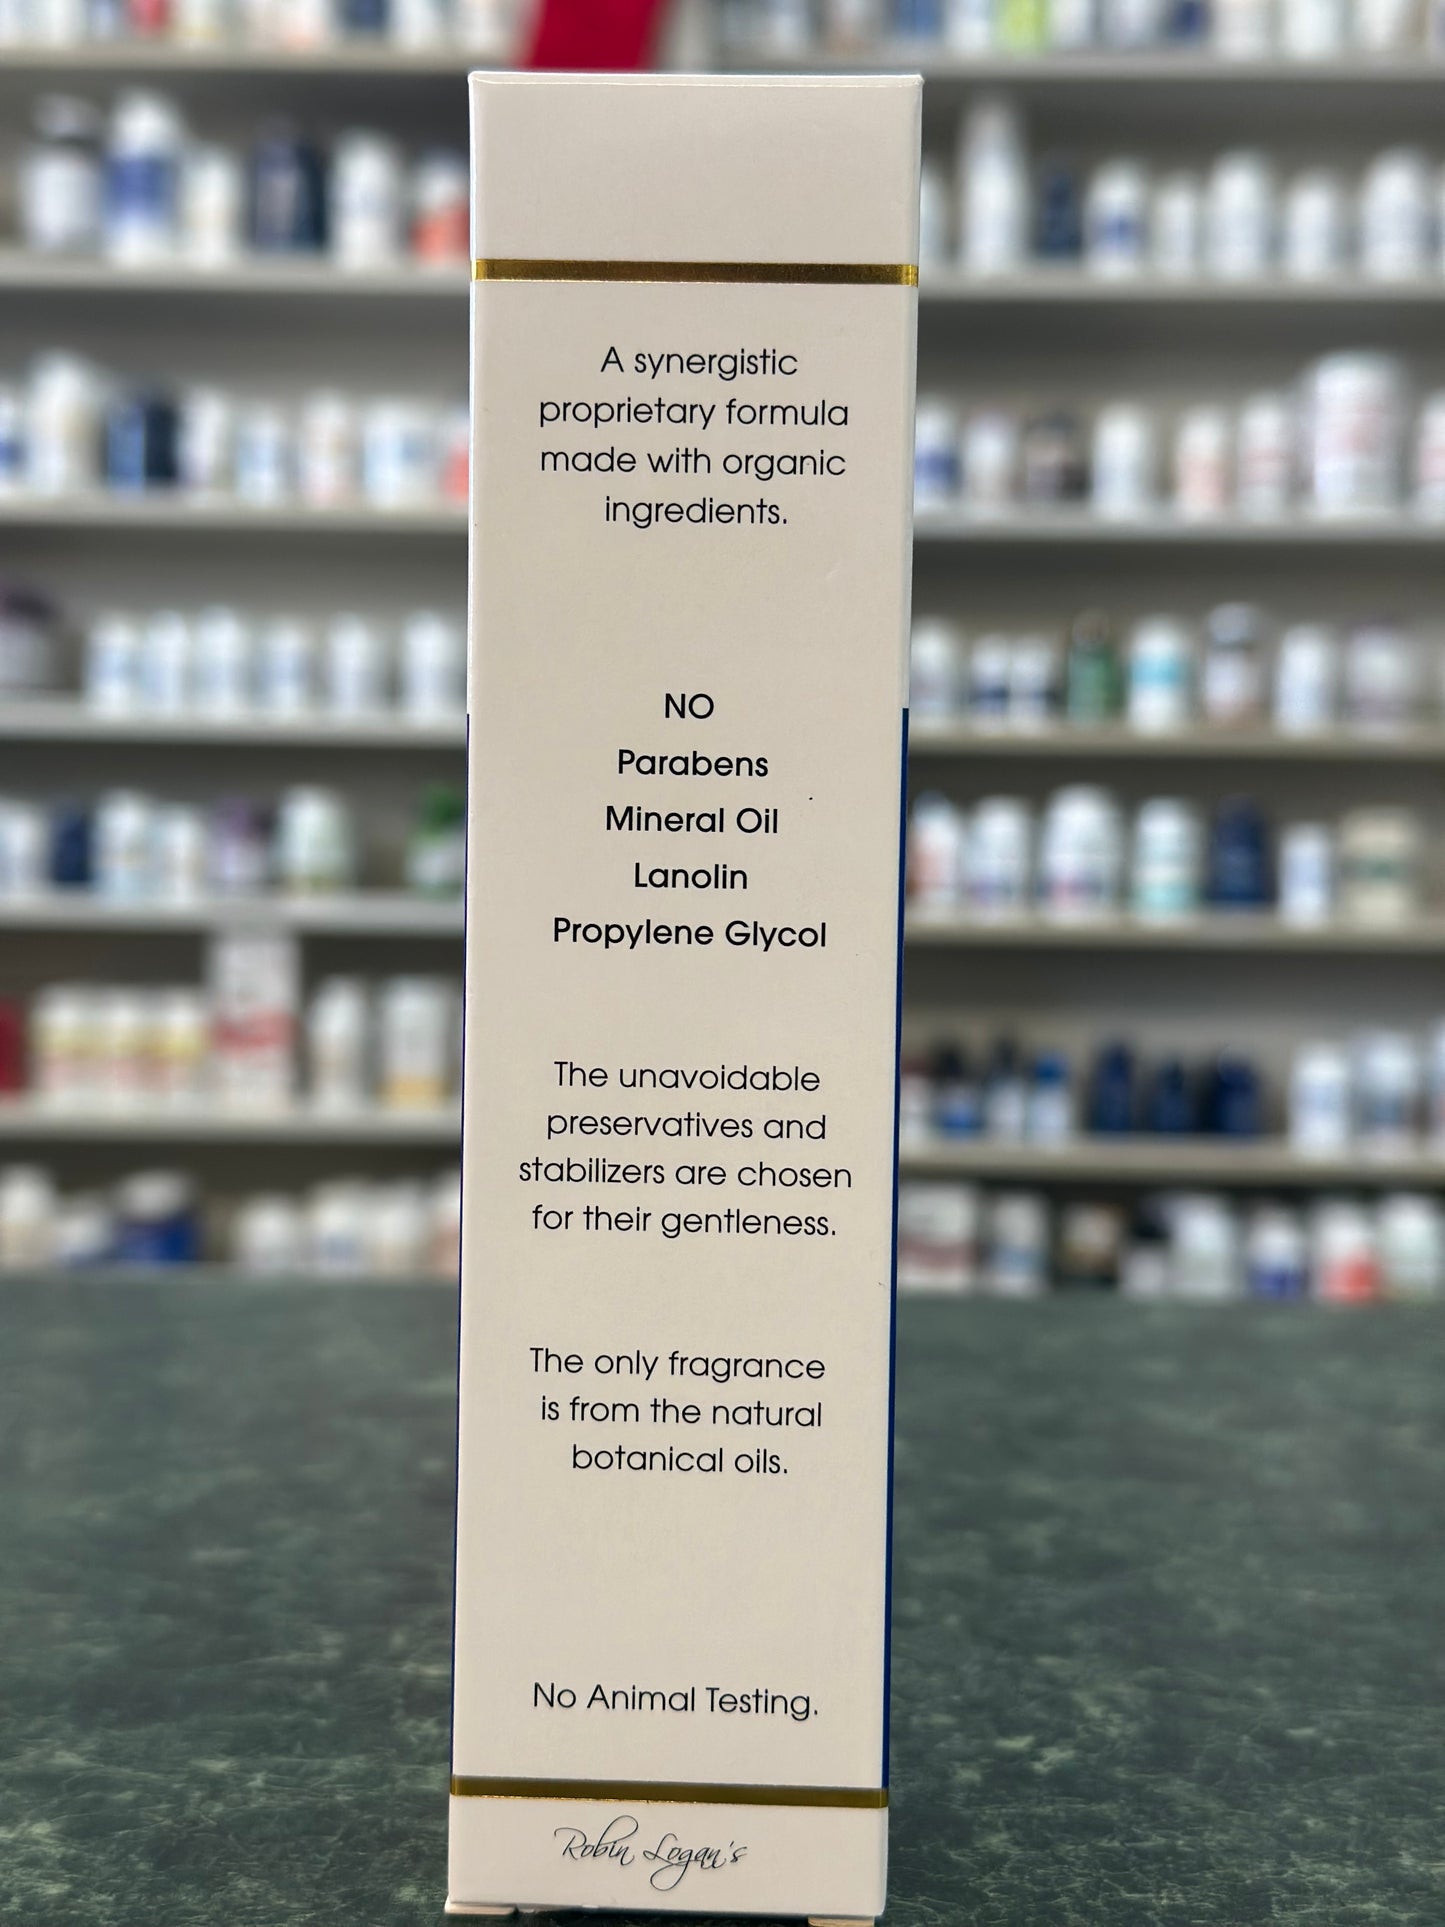 A synergistic
proprietary formula
made with organic
ingredients.
NO
Parabens
Mineral Oil
Lanolin
Propylene Glycol
The unavoidable
preservatives and
stabilizers are chosen
for their gentleness.
The only fragrance
is from the natural
botanical oils.
No Animal Testing.
Robin Logan's